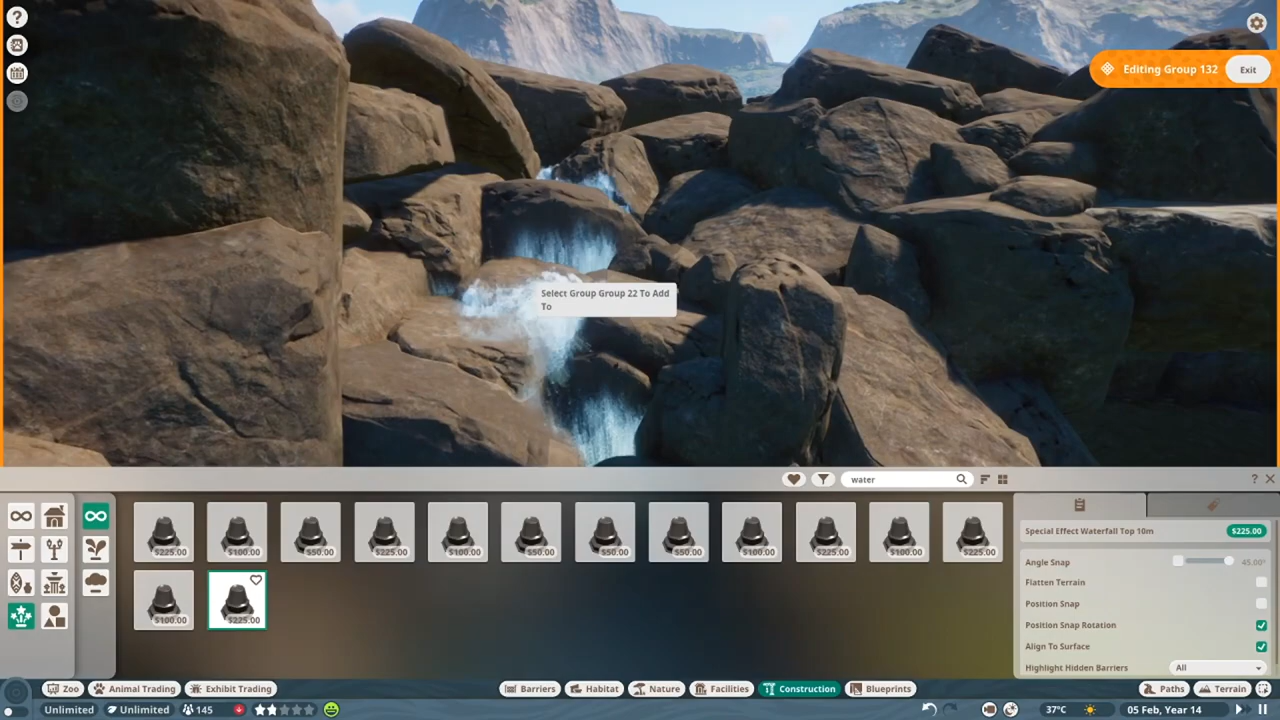 ?
Editing Group 132
Exit
Select Group Group 22 To Add
To
water
?
$225.00
$100.00
$50.00
$225.00
$100.00
$50.00
$50.00
$50.00
$100.00
$225.00
$100.00
$225.00
$100.00
$225.00
Special Effect Waterfall Top 10m
$225.00
Angle Snap
45.00°
Flatten Terrain
Position Snap
Position Snap Rotation
Align To Surface
Highlight Hidden Barriers
All
Zoo
Animal Trading
Exhibit Trading
Barriers
Habitat
Nature
Facilities
Construction
Blueprints
Paths
Terrain
Unlimited
Unlimited
145
37°C
05 Feb, Year 14